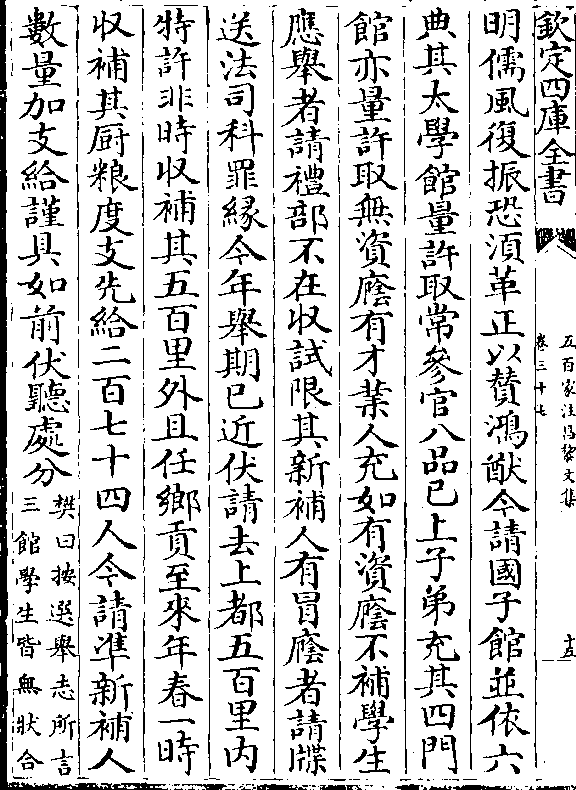 欽定四庫全書
五百家注昌黎文集
卷三十七
十三
明儒風復振恐須革正以贊鴻猷今請國子館並依六
典其太學館量許取常參官八品已上子弟充其四門
館亦量許取無資廕有才業人充如有資廕不補學生
應舉者請禮部不在收試限其新補人有冒廕者請牒
送法司科罪緣今年舉期已近伏請去上都五百里内
特許非時收補其五百里外且任鄉貢至來年春一時
收補其厨粮度支先給二百七十四人今請準新補人
數量加支給謹具如前伏聽處分
樊曰按選舉志所言
三館學生皆無狀合